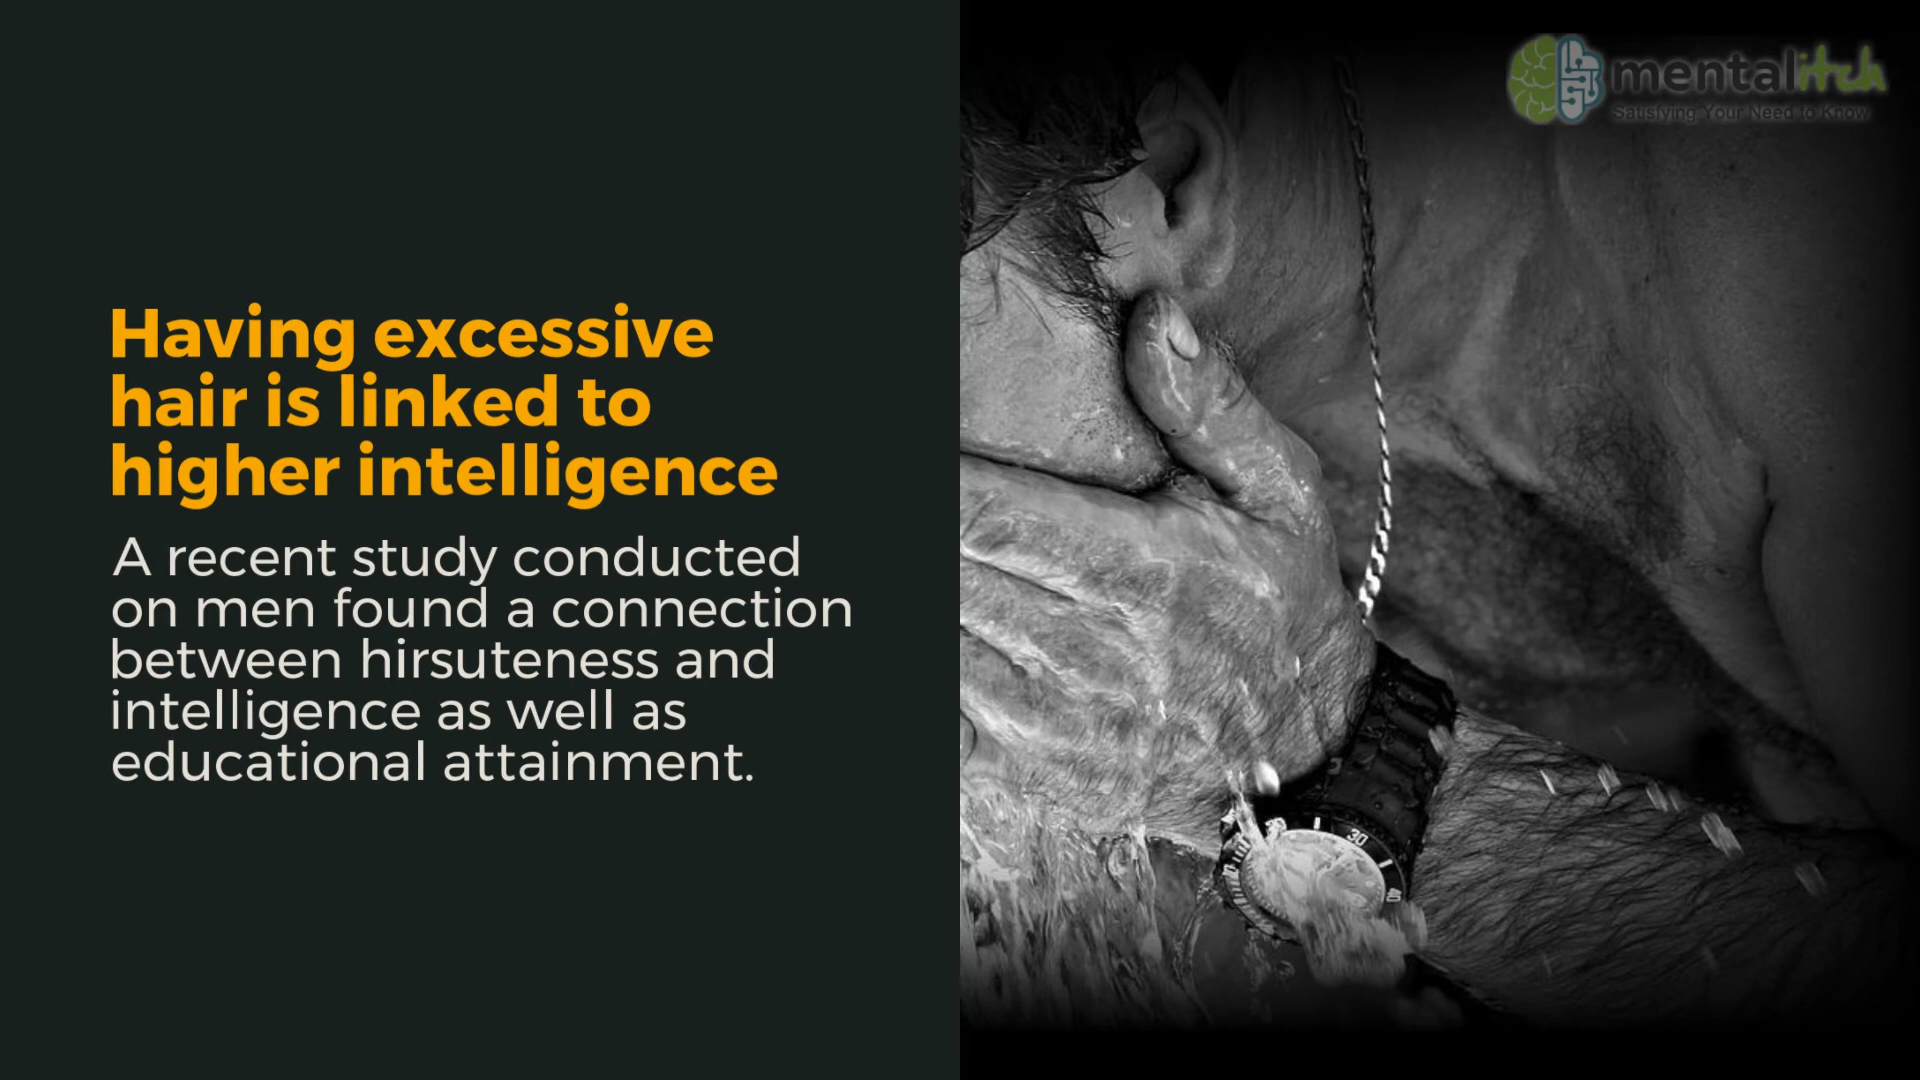 mentalitch
Satisfying Your Need to Know
Having excessive
hair is linked to
higher intelligence
A recent study conducted
on men found a connection
between hirsuteness and
intelligence as well as
educational attainment.
30